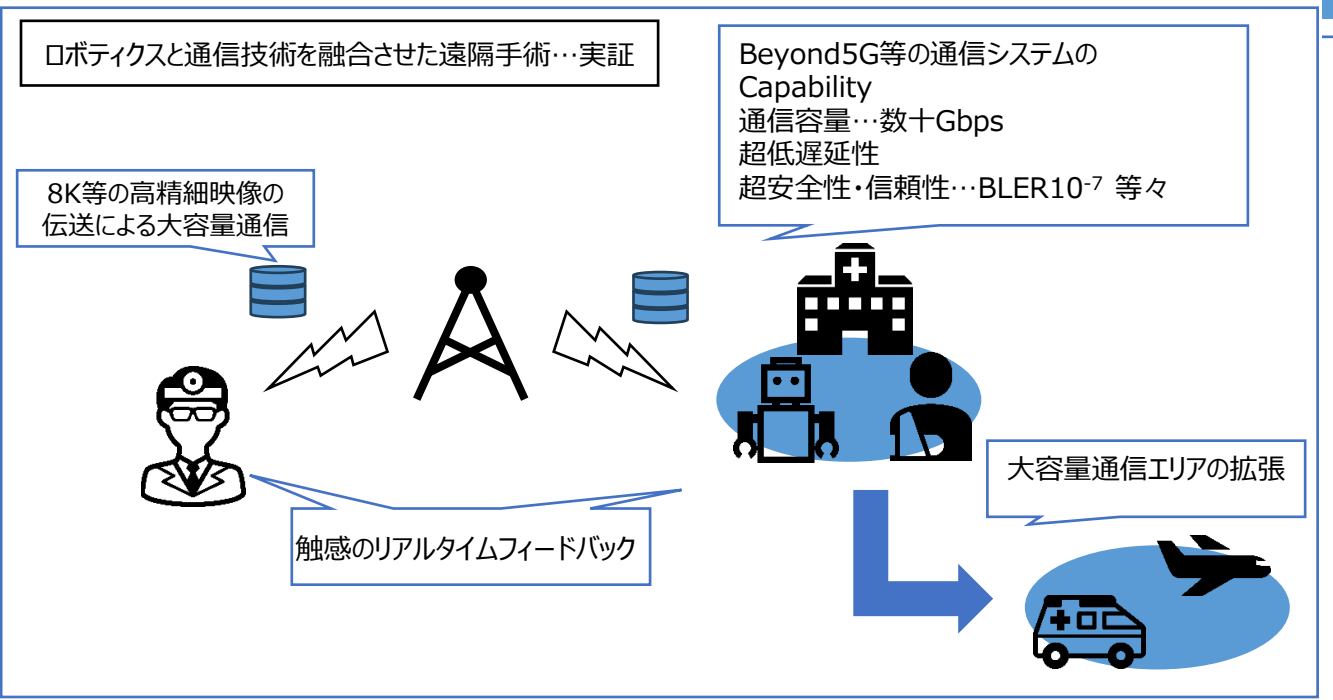 ロボティクスと通信技術を融合させた遠隔手術…実証
Beyond5G等の通信システムの
Capability
通信容量…数十Gbps
超低遅延性
超安全性・信頼性…BLER10⁻⁷ 等々
8K等の高精細映像の
伝送による大容量通信
大容量通信エリアの拡張
触感のリアルタイムフィードバック